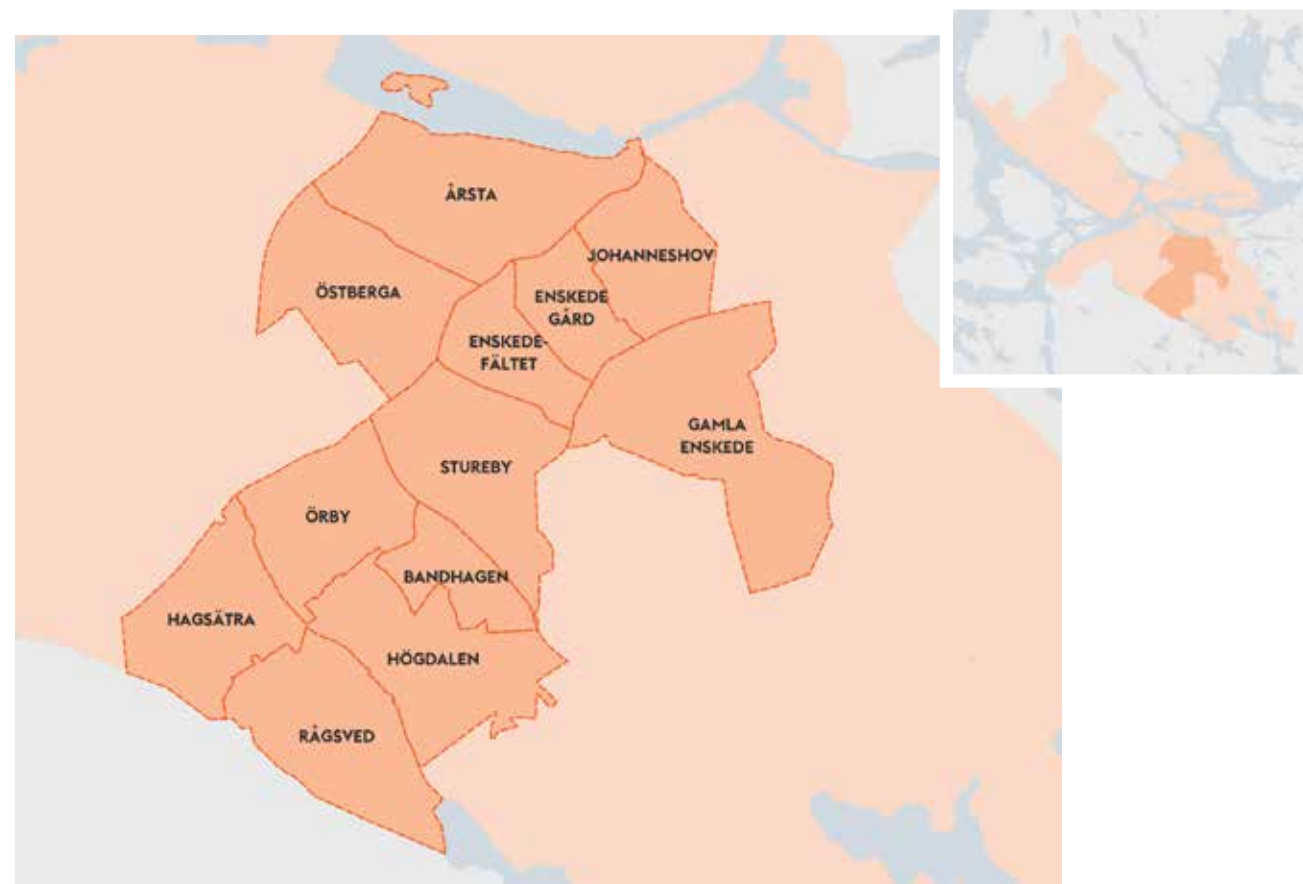 ÅRSTA
JOHANNESHOV
ÖSTBERGA
ENSKEDE
GÅRD
ENSKEDE-
FÄLTET
GAMLA
ENSKEDE
STUREBY
ÖRBY
BANDHAGEN
HAGSÄTRA
HÖGDALEN
RÅGSVED